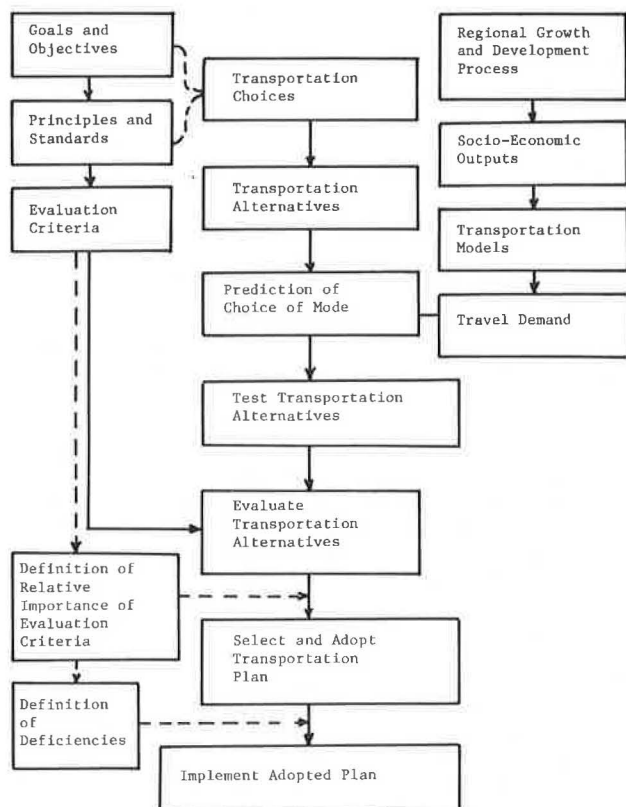 Goals and
Objectives
Principles and
Standards
Evaluation
Criteria
Definition of
Relative
Importance of
Evaluation
Criteria
Definition
of
Deficiencies
Transportation
Choices
Transportation
Alternatives
Prediction of
Choice of Mode
Test Transportation
Alternatives
Evaluate
Transportation
Alternatives
Select and Adopt
Transportation
Plan
Implement Adopted Plan
Regional Growth
and Development
Process
Socio-Economic
Outputs
Transportation
Models
Travel Demand